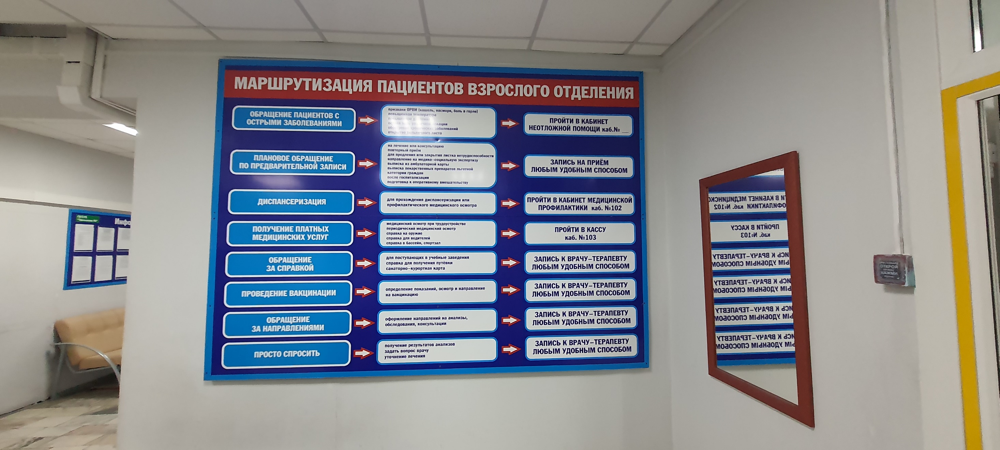 МАРШРУТИЗАЦИЯ ПАЦИЕНТОВ ВЗРОСЛОГО ОТДЕЛЕНИЯ
ОБРАЩЕНИЕ ПАЦИЕНТОВ С
ОСТРЫМИ ЗАБОЛЕВАНИЯМИ
признаки ОРВИ (кашель, насморк, боль в горле)
повышенная температура
заболеваний
открытие больничного листа
ПРОЙТИ В КАБИНЕТ
НЕОТЛОЖНОЙ ПОМОЩИ каб.№ __
ПЛАНОВОЕ ОБРАЩЕНИЕ
ПО ПРЕДВАРИТЕЛЬНОЙ ЗАПИСИ
на лечение или консультацию
повторный приём
для продления или закрытия листка нетрудоспособности
направление на медико-социальную экспертизу
выписка из амбулаторной карты
выписка лекарственных препаратов льготной
категории граждан
после госпитализации
подготовка к оперативному вмешательству
ЗАПИСЬ НА ПРИЁМ
ЛЮБЫМ УДОБНЫМ СПОСОБОМ
ДИСПАНСЕРИЗАЦИЯ
для прохождения диспансеризации или
профилактического медицинского осмотра
ПРОЙТИ В КАБИНЕТ МЕДИЦИНСКОЙ
ПРОФИЛАКТИКИ каб. №102
ПОЛУЧЕНИЕ ПЛАТНЫХ
МЕДИЦИНСКИХ УСЛУГ
медицинский осмотр при трудоустройстве
периодический медицинский осмотр
справка на оружие
справка для водителей
справка в бассейн, спортзал
ПРОЙТИ В КАССУ
каб. №103
ОБРАЩЕНИЕ
ЗА СПРАВКОЙ
для поступающих в учебные заведения
справка для получения путёвки
санаторно-курортная карта
ЗАПИСЬ К ВРАЧУ-ТЕРАПЕВТУ
ЛЮБЫМ УДОБНЫМ СПОСОБОМ
ПРОВЕДЕНИЕ ВАКЦИНАЦИИ
определение показаний, осмотр и направление
на вакцинацию
ЗАПИСЬ К ВРАЧУ-ТЕРАПЕВТУ
ЛЮБЫМ УДОБНЫМ СПОСОБОМ
ОБРАЩЕНИЕ
ЗА НАПРАВЛЕНИЯМИ
оформление направлений на анализы,
обследования, консультации
ЗАПИСЬ К ВРАЧУ-ТЕРАПЕВТУ
ЛЮБЫМ УДОБНЫМ СПОСОБОМ
ПРОСТО СПРОСИТЬ
получение результатов анализов
задать вопрос врачу
уточнение лечения
ЗАПИСЬ К ВРАЧУ-ТЕРАПЕВТУ
ЛЮБЫМ УДОБНЫМ СПОСОБОМ
Инфо
ОТКРОЙ
НАЖМИ